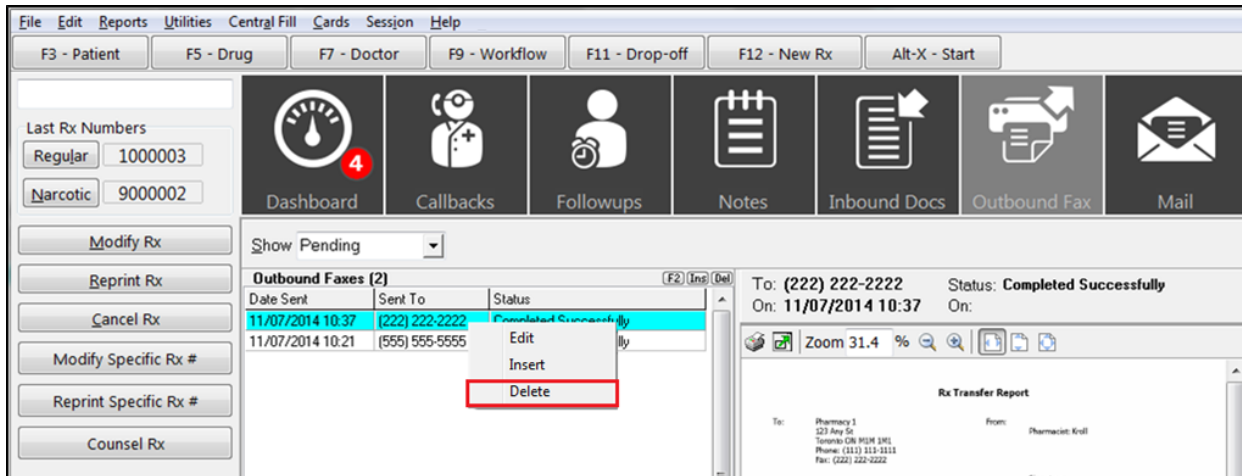 File Edit Reports Utilities Central Fill Cards Session Help
F3 - Patient F5 - Drug F7 - Doctor F9 - Workflow F11 - Drop-off F12 - New Rx Alt-X - Start
Last Rx Numbers
Regular 1000003
Narcotic 9000002
Modify Rx
Reprint Rx
Cancel Rx
Modify Specific Rx #
Reprint Specific Rx #
Counsel Rx
4
Dashboard Callbacks Followups Notes Inbound Docs Outbound Fax Mail
Show Pending
Outbound Faxes (2) F2 Ins Del
Date Sent Sent To Status
11/07/2014 10:37 (222) 222-2222 Completed Successfully
11/07/2014 10:21 (555) 555-5555 lly
Edit
Insert
Delete
To: (222) 222-2222 Status: Completed Successfully
On: 11/07/2014 10:37 On:
Zoom 31.4 %
Rx Transfer Report
To: Pharmacy 1 From:
123 Any St Pharmacist: Kroll
Toronto ON M1M 1M1
Phone: (111) 111-1111
Fax: (222) 222-2222